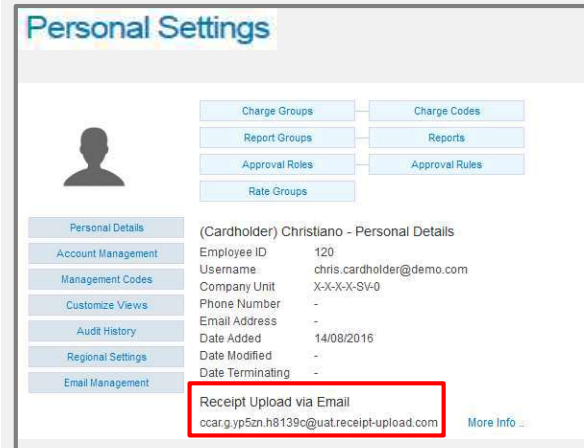 Personal Settings
Charge Groups Charge Codes
Report Groups Reports
Approval Roles Approval Rules
Rate Groups
Personal Details
Account Management
Management Codes
Customize Views
Audit History
Regional Settings
Email Management
(Cardholder) Christiano - Personal Details
Employee ID 120
Username chris.cardholder@demo.com
Company Unit X-X-X-X-SV-0
Phone Number -
Email Address -
Date Added 14/08/2016
Date Modified -
Date Terminating -
Receipt Upload via Email
ccar.g.yp5zn.h8139c@uat.receipt-upload.com More Info ..